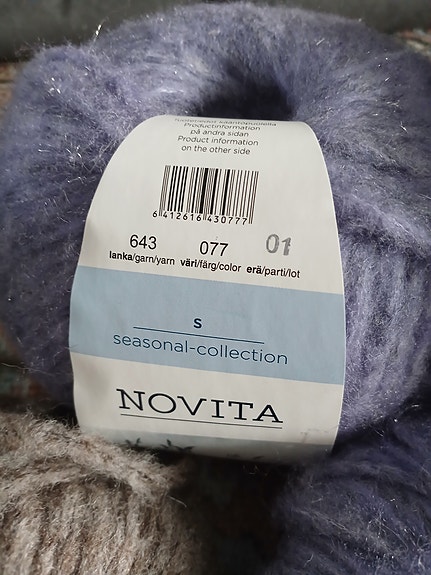 Tuotetiedot kääntöpuolella
Productinformation
på andra sidan
Product information
on the other side
6 412616 430777
643 077 01
lanka/garn/yarn väri/färg/color erä/parti/lot
S
seasonal-collection
NOVITA